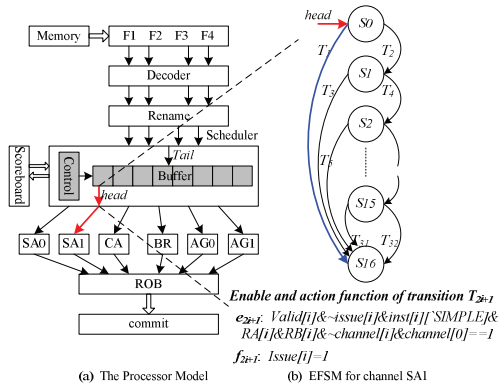 head
S0
Memory
F1 F2 F3 F4
T1
T2
Decoder
S1
T3
T4
Rename
S2
Scheduler
Tail
Scoreboard
Control
Buffer
T5
head
S15
SA0 SA1 CA BR AG0 AG1
T31
T32
S16
ROB
Enable and action function of transition T2i+1
commit
e2i+1: Valid[i]&~issue[i]&inst[i][`SIMPLE]&
RA[i]&RB[i]&~channel[i]&channel[0]==1
f2i+1: Issue[i]=1
(a) The Processor Model
(b) EFSM for channel SA1